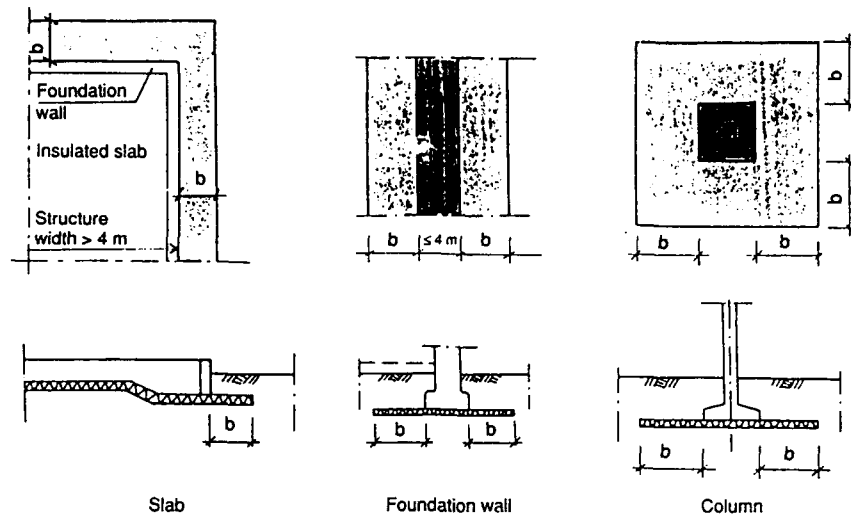 b
Foundation
wall
Insulated slab
b
Structure
width > 4 m
b
≤ 4 m
b
b
b
b
b
b
b
b
b
b
Slab
Foundation wall
Column